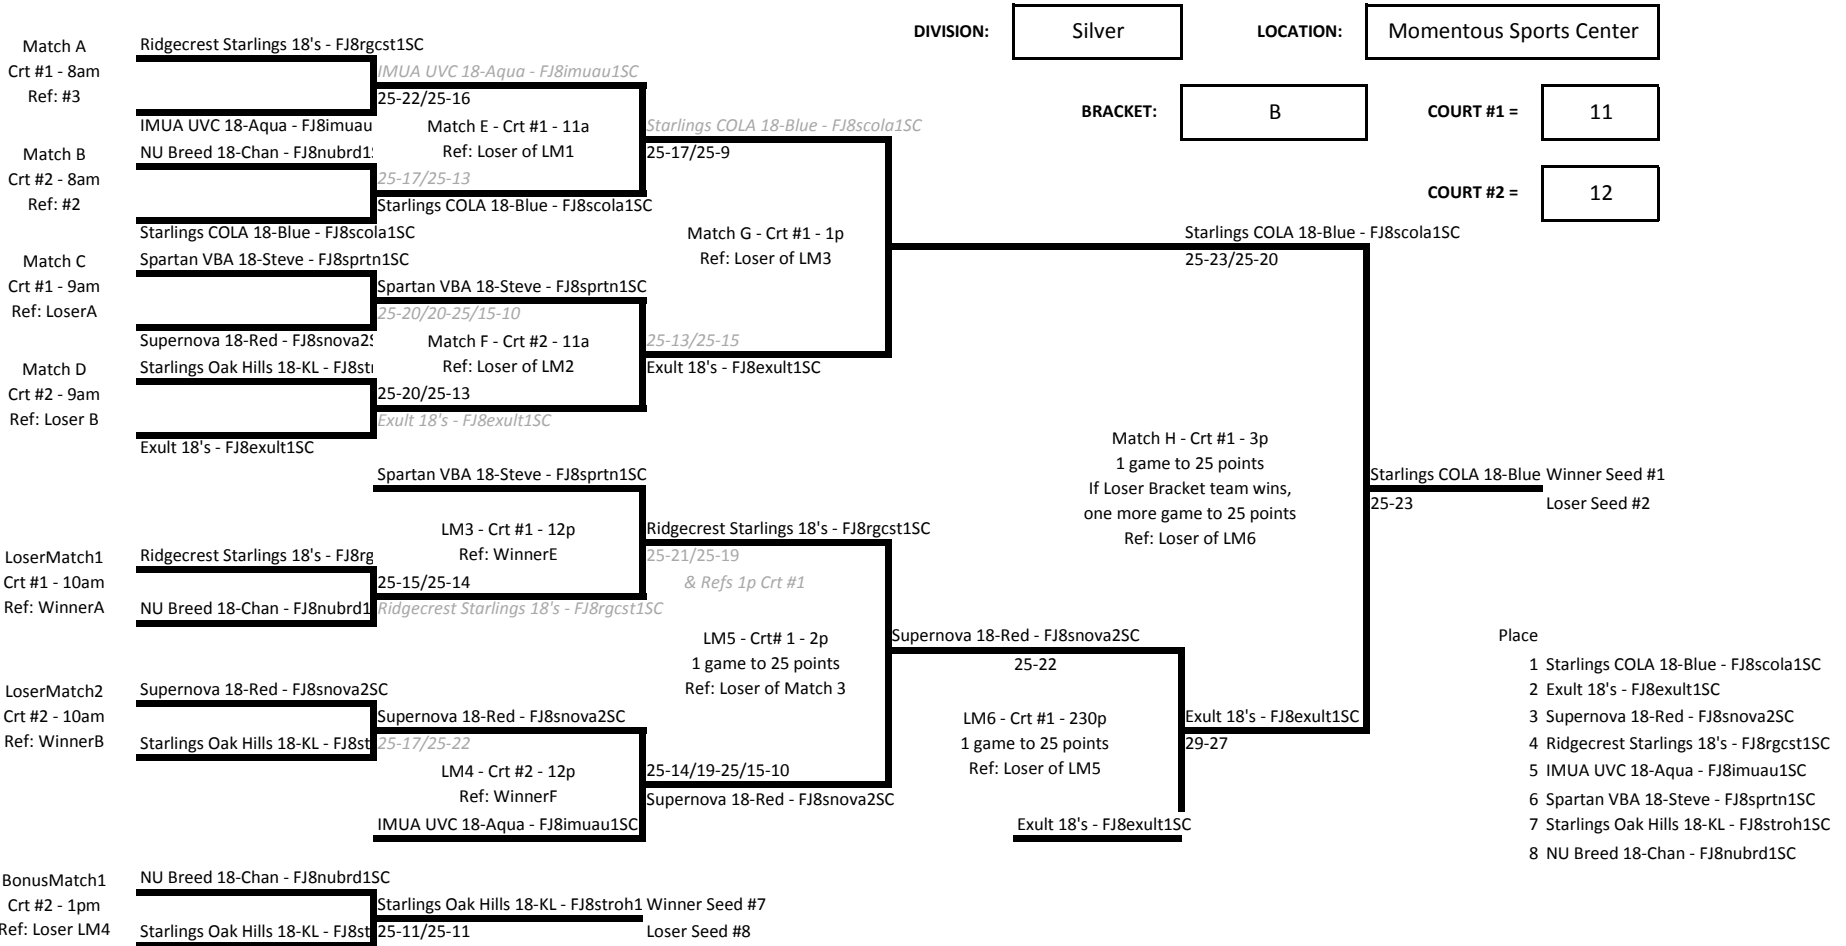 DIVISION:
Silver
LOCATION:
Momentous Sports Center
BRACKET:
B
COURT #1 =
11
COURT #2 =
12
Match A
Crt #1 - 8am
Ref: #3
Ridgecrest Starlings 18's - FJ8rgcst1SC
IMUA UVC 18-Aqua - FJ8imuau
Match B
Crt #2 - 8am
Ref: #2
NU Breed 18-Chan - FJ8nubrd1
Starlings COLA 18-Blue - FJ8scola1SC
Match C
Crt #1 - 9am
Ref: LoserA
Spartan VBA 18-Steve - FJ8sprtn1SC
Supernova 18-Red - FJ8snova2S
Match D
Crt #2 - 9am
Ref: Loser B
Starlings Oak Hills 18-KL - FJ8str
Exult 18's - FJ8exult1SC
IMUA UVC 18-Aqua - FJ8imuau1SC
25-22/25-16
Match E - Crt #1 - 11a
Ref: Loser of LM1
25-17/25-13
Starlings COLA 18-Blue - FJ8scola1SC
Spartan VBA 18-Steve - FJ8sprtn1SC
25-20/20-25/15-10
Match F - Crt #2 - 11a
Ref: Loser of LM2
25-20/25-13
Exult 18's - FJ8exult1SC
Starlings COLA 18-Blue - FJ8scola1SC
25-17/25-9
Match G - Crt #1 - 1p
Ref: Loser of LM3
25-13/25-15
Exult 18's - FJ8exult1SC
Starlings COLA 18-Blue - FJ8scola1SC
25-23/25-20
Match H - Crt #1 - 3p
1 game to 25 points
If Loser Bracket team wins,
one more game to 25 points
Ref: Loser of LM6
Starlings COLA 18-Blue
25-23
Winner Seed #1
Loser Seed #2
Spartan VBA 18-Steve - FJ8sprtn1SC
LM3 - Crt #1 - 12p
Ref: WinnerE
LoserMatch1
Crt #1 - 10am
Ref: WinnerA
Ridgecrest Starlings 18's - FJ8rg
NU Breed 18-Chan - FJ8nubrd1
25-15/25-14
Ridgecrest Starlings 18's - FJ8rgcst1SC
Ridgecrest Starlings 18's - FJ8rgcst1SC
25-21/25-19
& Refs 1p Crt #1
LM5 - Crt# 1 - 2p
1 game to 25 points
Ref: Loser of Match 3
LoserMatch2
Crt #2 - 10am
Ref: WinnerB
Supernova 18-Red - FJ8snova2SC
Starlings Oak Hills 18-KL - FJ8st
Supernova 18-Red - FJ8snova2SC
25-17/25-22
LM4 - Crt #2 - 12p
Ref: WinnerF
IMUA UVC 18-Aqua - FJ8imuau1SC
25-14/19-25/15-10
Supernova 18-Red - FJ8snova2SC
Supernova 18-Red - FJ8snova2SC
25-22
LM6 - Crt #1 - 230p
1 game to 25 points
Ref: Loser of LM5
Exult 18's - FJ8exult1SC
Exult 18's - FJ8exult1SC
29-27
Place
1 Starlings COLA 18-Blue - FJ8scola1SC
2 Exult 18's - FJ8exult1SC
3 Supernova 18-Red - FJ8snova2SC
4 Ridgecrest Starlings 18's - FJ8rgcst1SC
5 IMUA UVC 18-Aqua - FJ8imuau1SC
6 Spartan VBA 18-Steve - FJ8sprtn1SC
7 Starlings Oak Hills 18-KL - FJ8stroh1SC
8 NU Breed 18-Chan - FJ8nubrd1SC
BonusMatch1
Crt #2 - 1pm
Ref: Loser LM4
NU Breed 18-Chan - FJ8nubrd1SC
Starlings Oak Hills 18-KL - FJ8st
Starlings Oak Hills 18-KL - FJ8stroh1
25-11/25-11
Winner Seed #7
Loser Seed #8